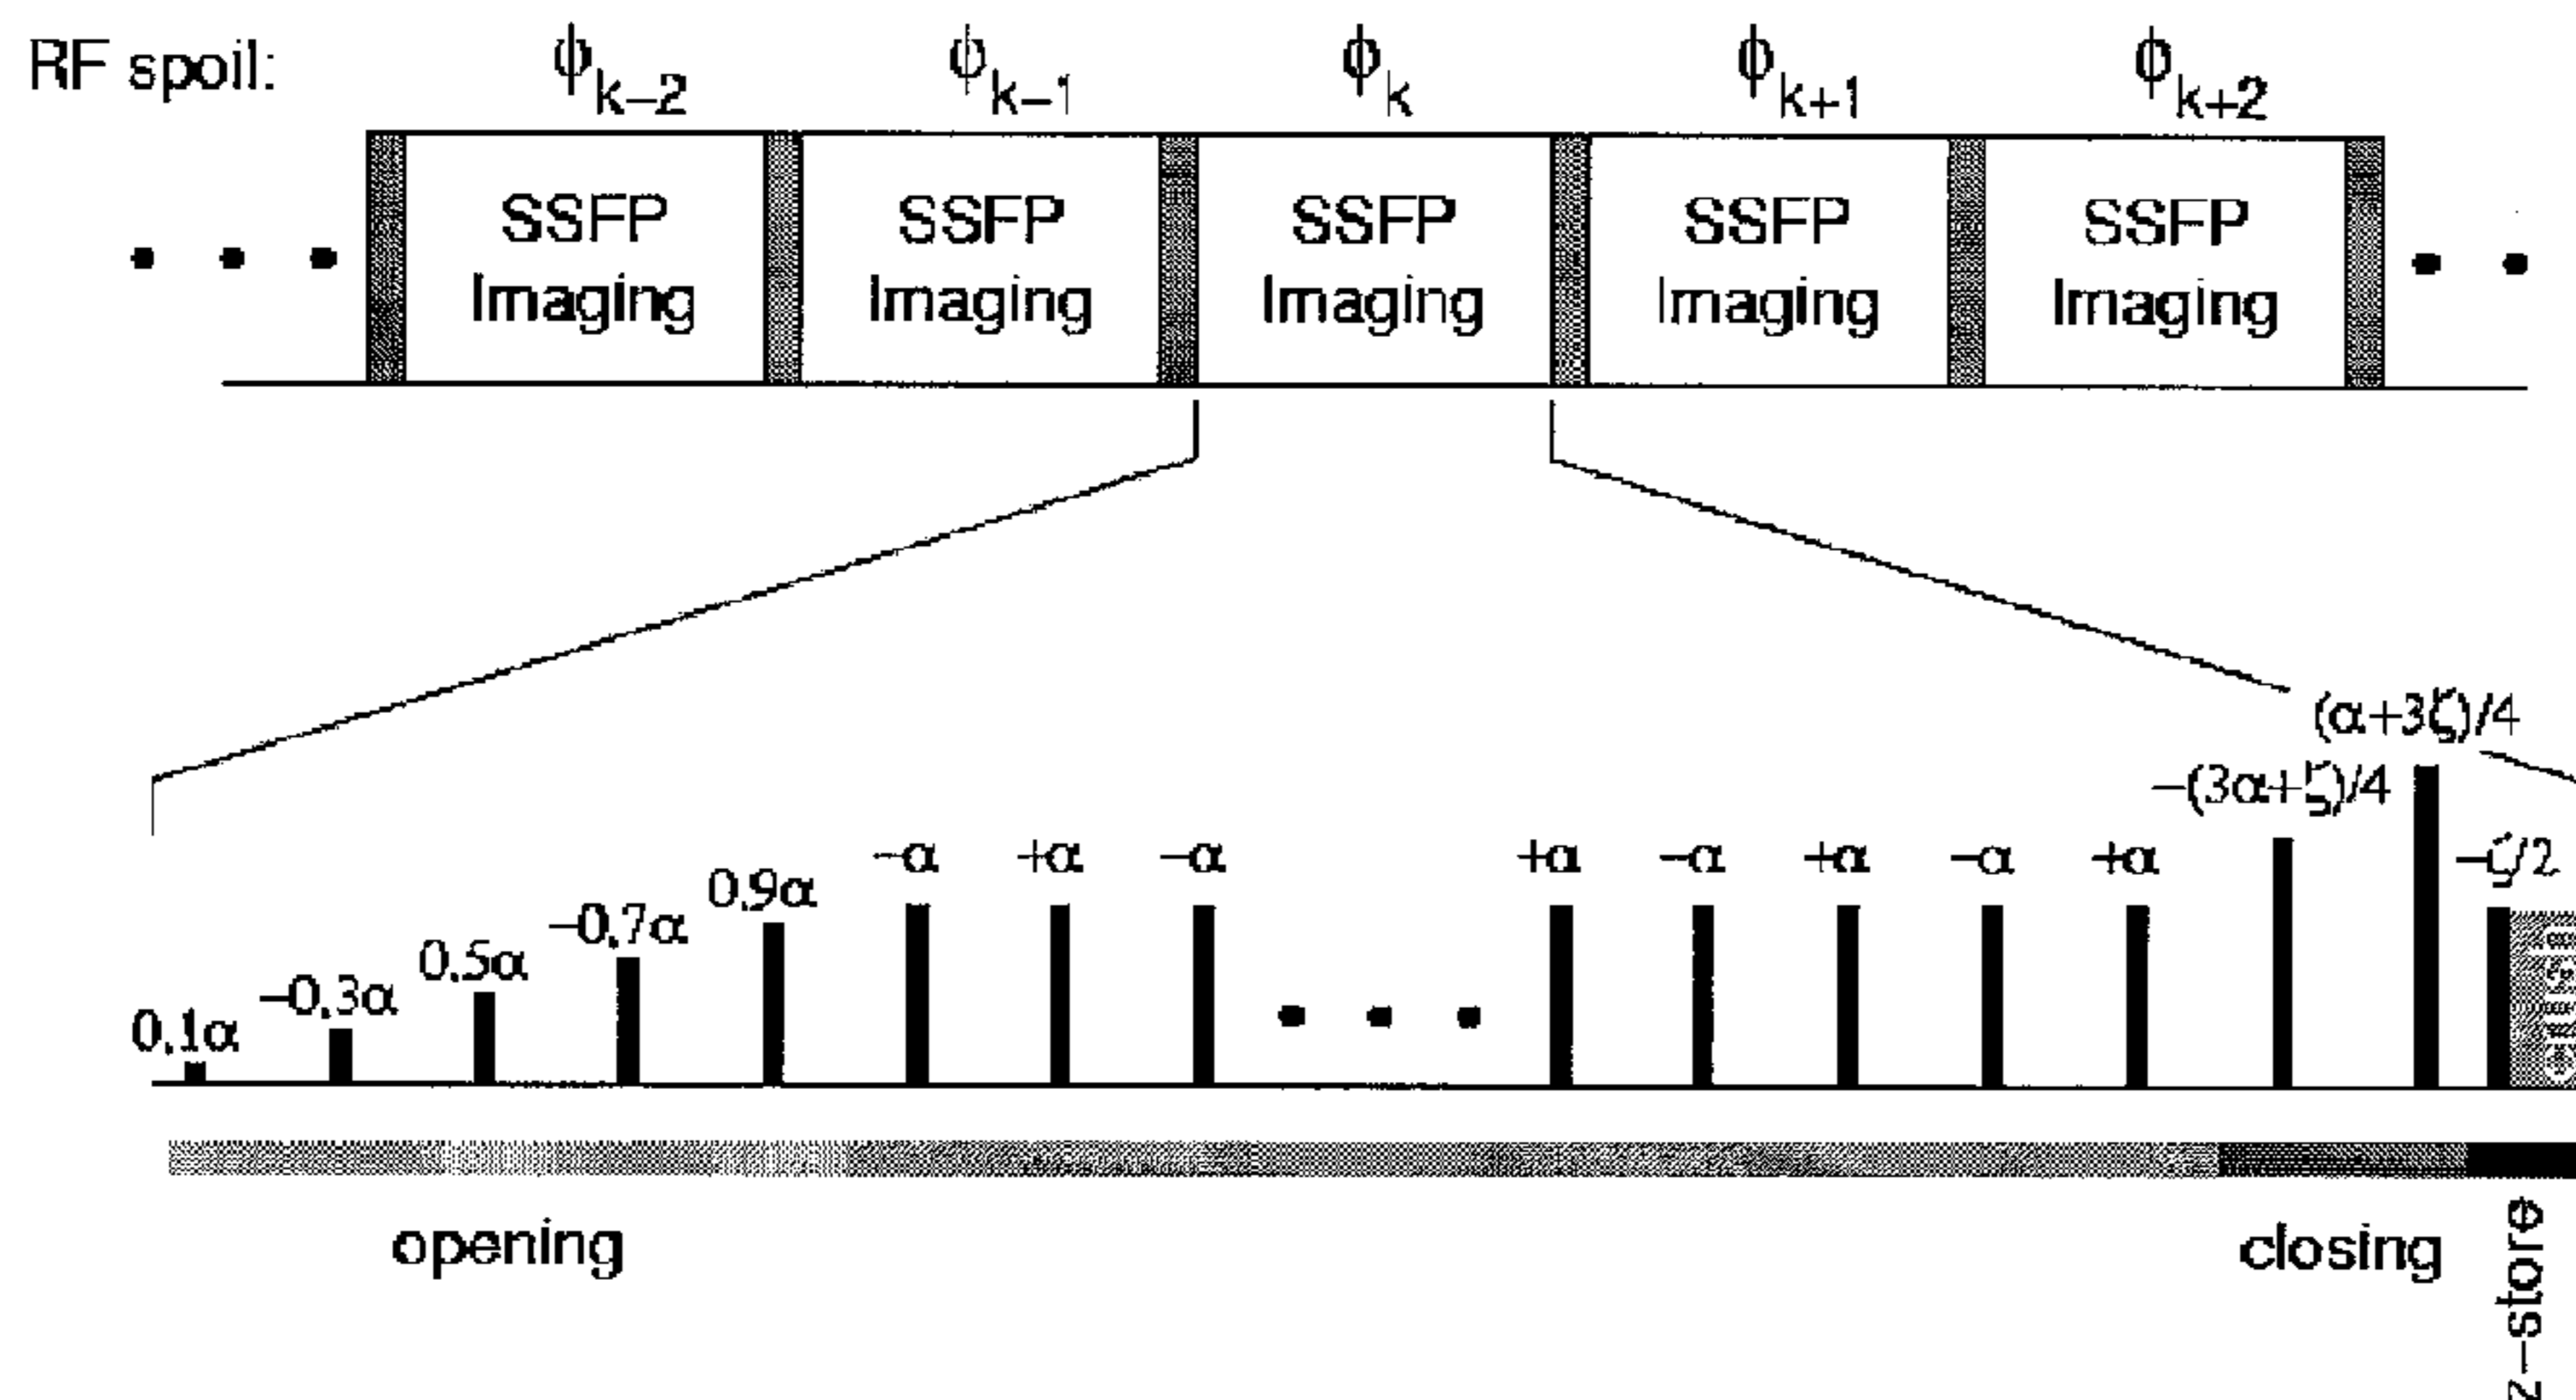 RF spoil: ϕk−2 ϕk−1 ϕk ϕk+1 ϕk+2
SSFP Imaging
SSFP Imaging
SSFP Imaging
SSFP Imaging
SSFP Imaging
(α+3ζ)/4
−(3α+ζ)/4
0.1α −0.3α 0.5α −0.7α 0.9α −α +α −α +α −α +α −α +α −ζ/2
opening
closing
z−store